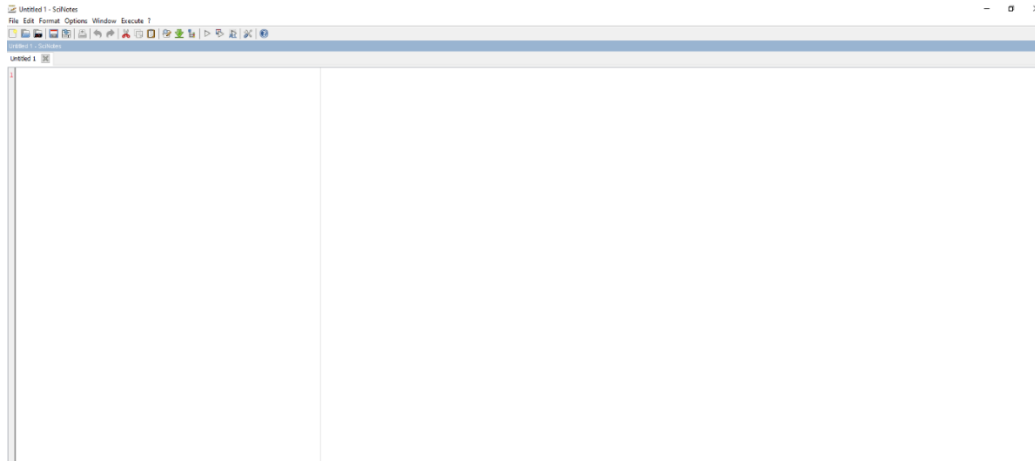 Untitled 1 - SciNotes
File Edit Format Options Window Execute ?
Untitled 1 - SciNotes
Untitled 1
1